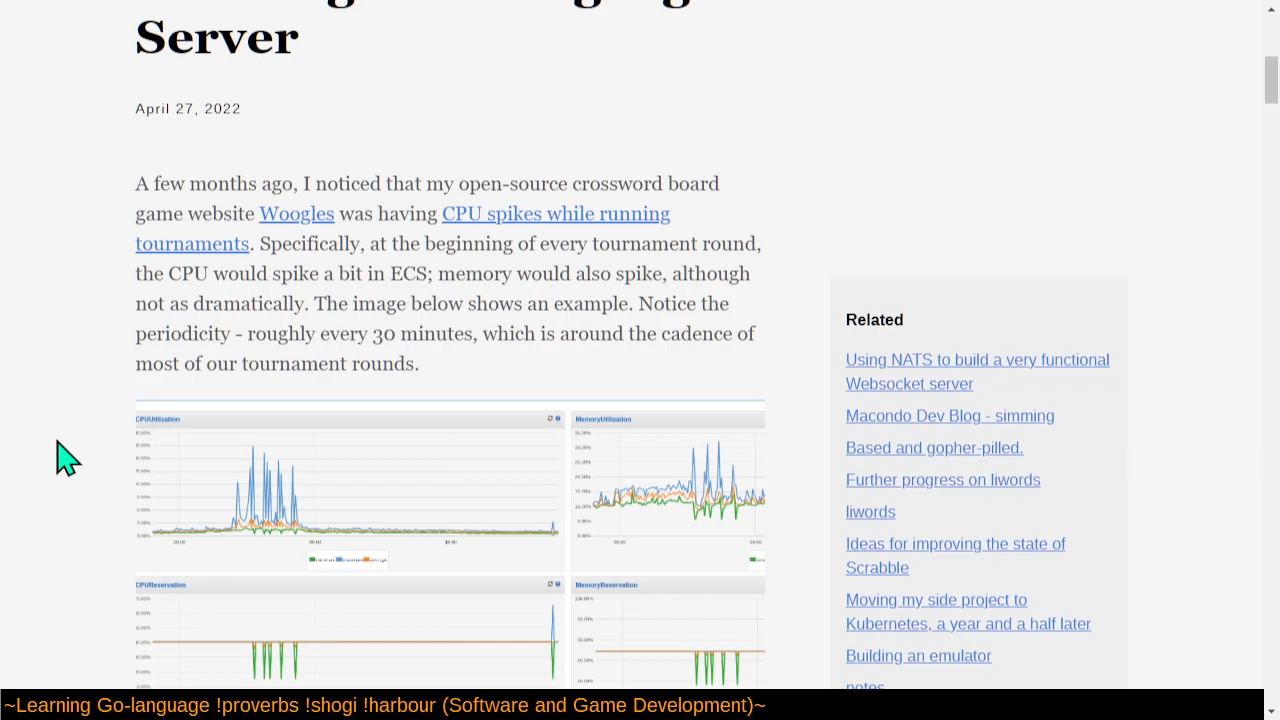 Server
April 27, 2022
A few months ago, I noticed that my open-source crossword board
game website Woogles was having CPU spikes while running
tournaments. Specifically, at the beginning of every tournament round,
the CPU would spike a bit in ECS; memory would also spike, although
not as dramatically. The image below shows an example. Notice the
periodicity - roughly every 30 minutes, which is around the cadence of
most of our tournament rounds.
CPUUtilization
MemoryUtilization
CPUReservation
MemoryReservation
Related
Using NATS to build a very functional
Websocket server
Macondo Dev Blog - simming
Based and gopher-pilled.
Further progress on liwords
liwords
Ideas for improving the state of
Scrabble
Moving my side project to
Kubernetes, a year and a half later
Building an emulator
notes
~Learning Go-language !proverbs !shogi !harbour (Software and Game Development)~